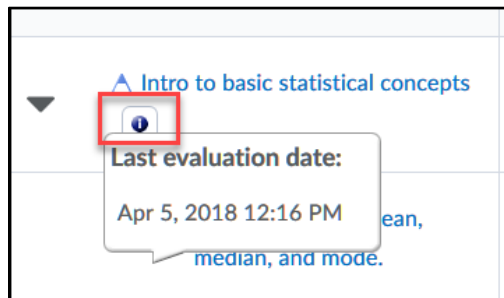 Intro to basic statistical concepts
i
Last evaluation date:
Apr 5, 2018 12:16 PM
ean,
median, and mode.